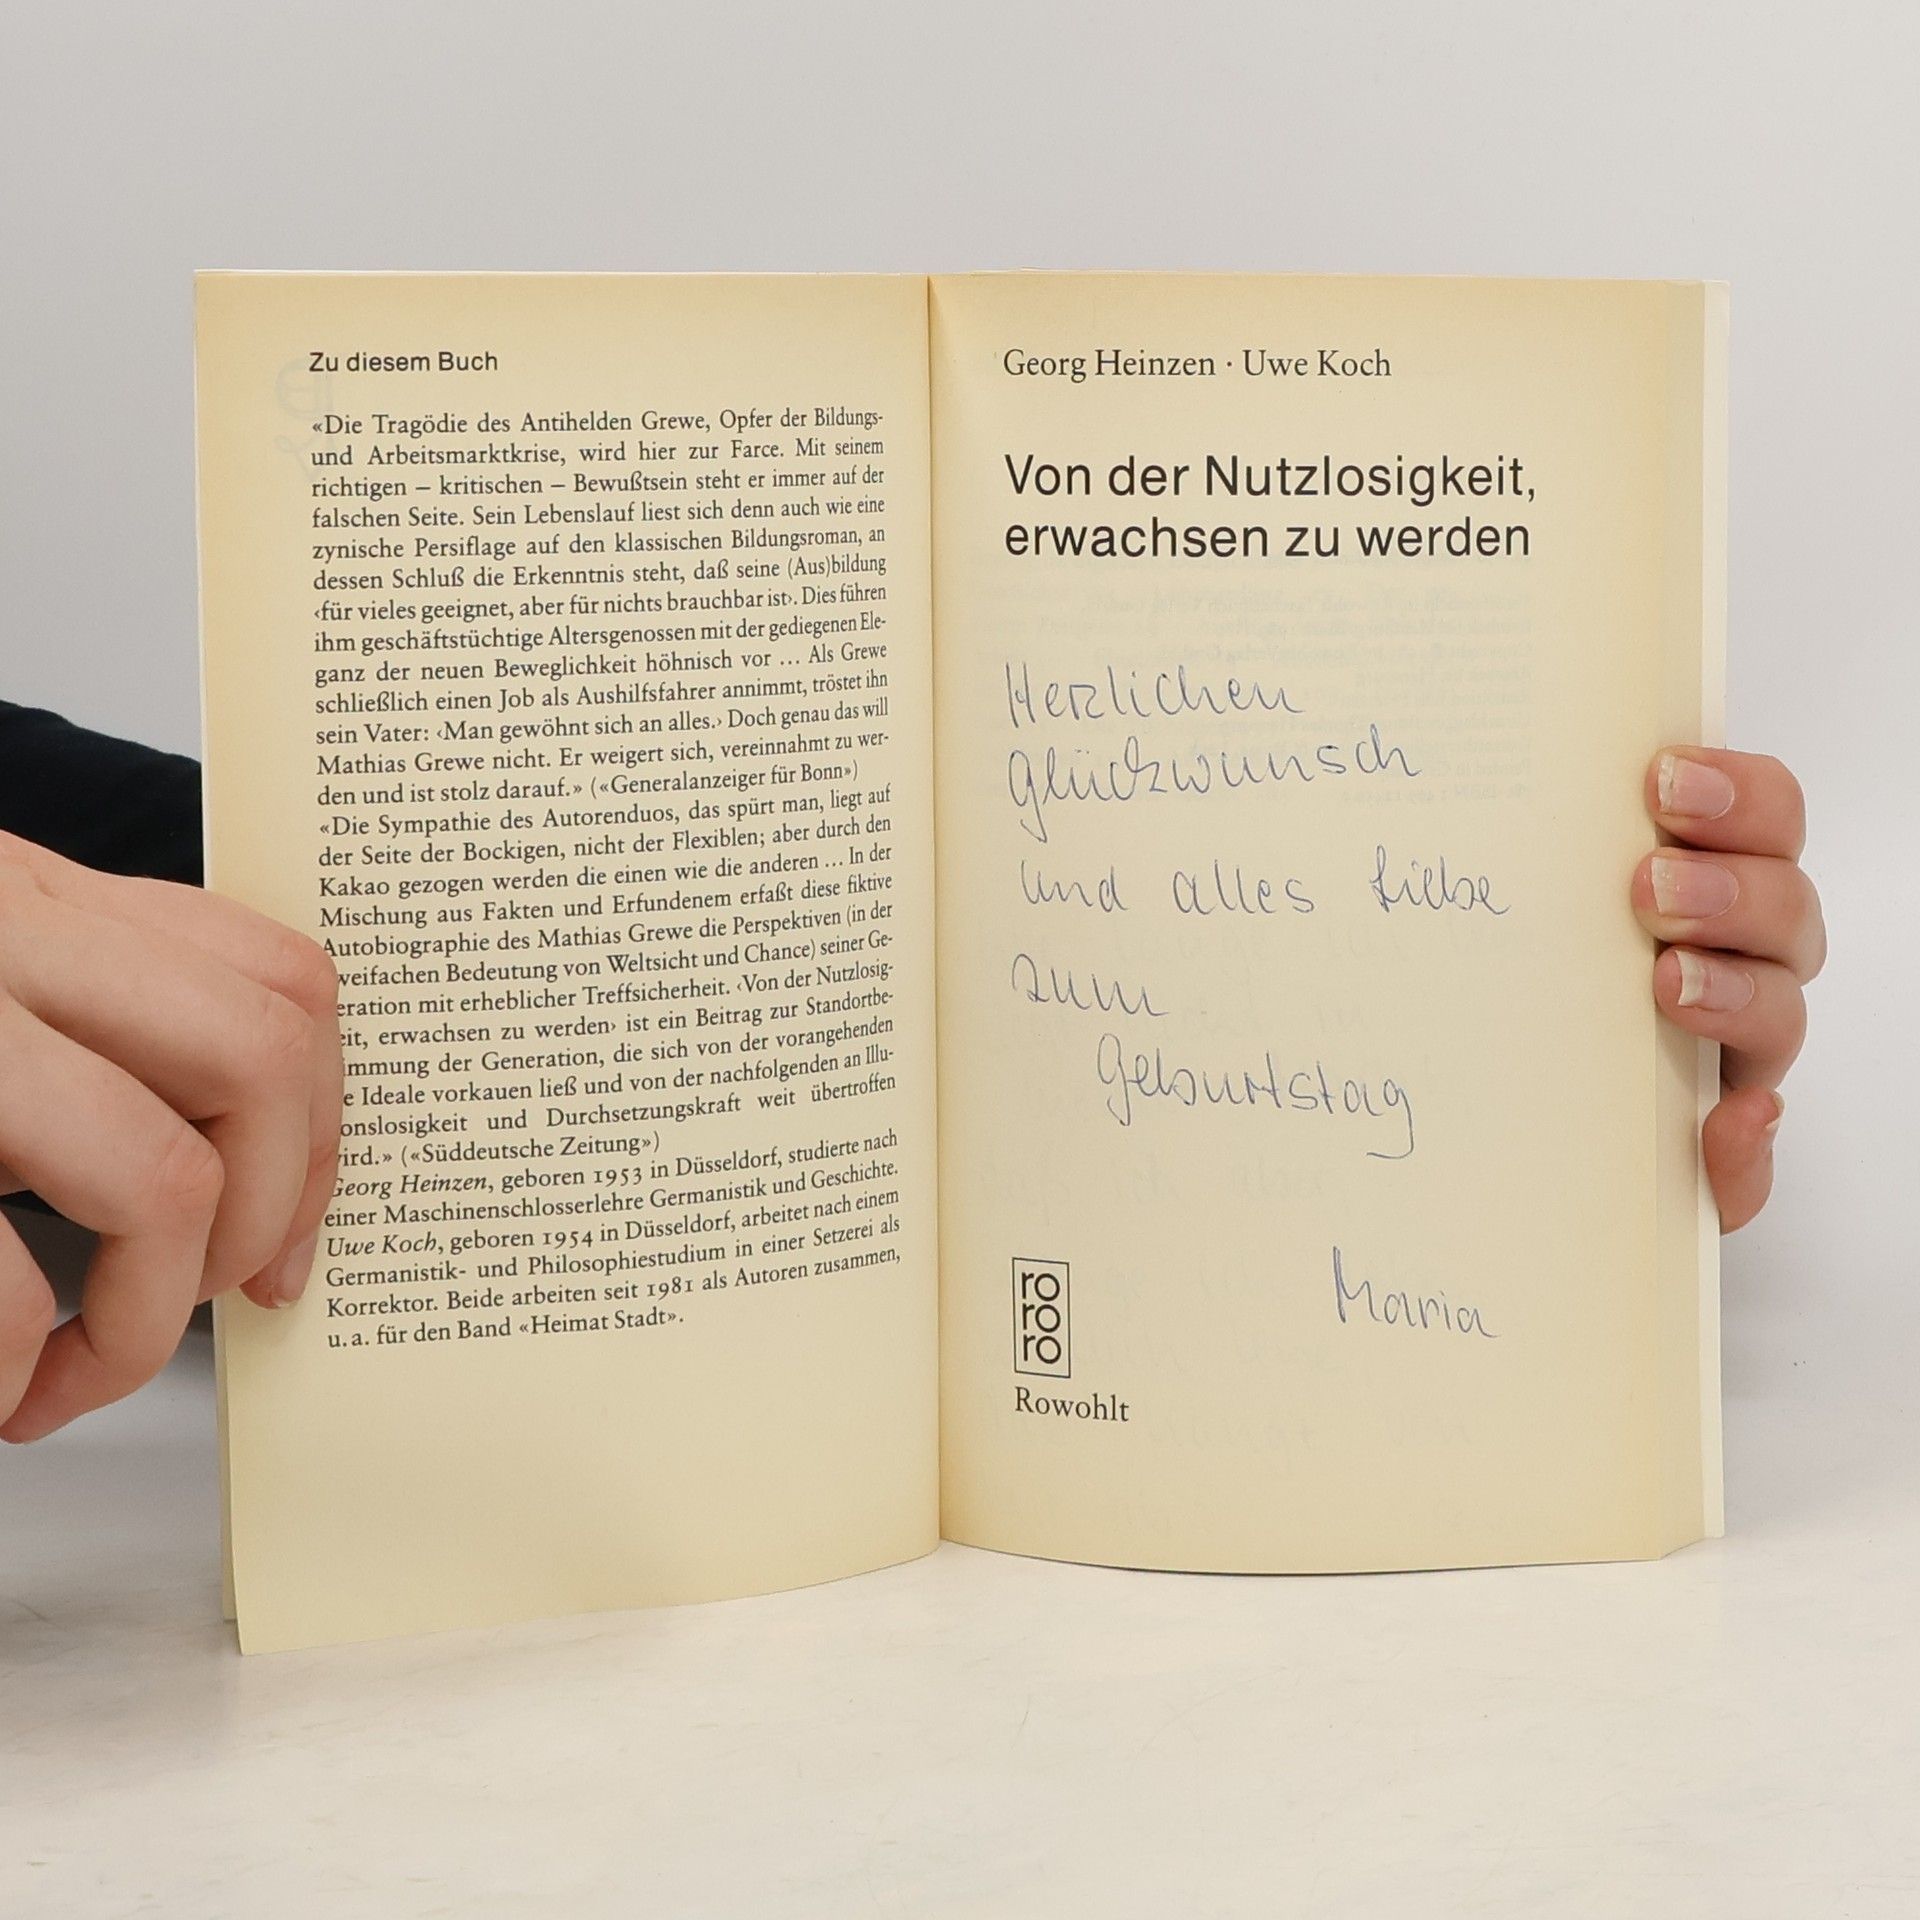 Zu diesem Buch
«Die Tragödie des Antihelden Grewe, Opfer der Bildungs-
und Arbeitsmarktkrise, wird hier zur Farce. Mit seinem
richtigen – kritischen – Bewußtsein steht er immer auf der
falschen Seite. Sein Lebenslauf liest sich denn auch wie eine
zynische Persiflage auf den klassischen Bildungsroman, an
dessen Schluß die Erkenntnis steht, daß seine (Aus)bildung
‹für vieles geeignet, aber für nichts brauchbar ist›. Dies führen
ihm geschäftstüchtige Altersgenossen mit der gediegenen Ele-
ganz der neuen Beweglichkeit höhnisch vor ... Als Grewe
schließlich einen Job als Aushilfsfahrer annimmt, tröstet ihn
sein Vater: ‹Man gewöhnt sich an alles.› Doch genau das will
Mathias Grewe nicht. Er weigert sich, vereinnahmt zu wer-
den und ist stolz darauf.» («Generalanzeiger für Bonn»)
«Die Sympathie des Autorenduos, das spürt man, liegt auf
der Seite der Bockigen, nicht der Flexiblen; aber durch den
Kakao gezogen werden die einen wie die anderen ... In der
Mischung aus Fakten und Erfundenem erfaßt diese fiktive
Autobiographie des Mathias Grewe die Perspektiven (in der
weifachen Bedeutung von Weltsicht und Chance) seiner Ge-
eration mit erheblicher Treffsicherheit. ‹Von der Nutzlosig-
eit, erwachsen zu werden› ist ein Beitrag zur Standortbe-
immung der Generation, die sich von der vorangehenden
e Ideale vorkauen ließ und von der nachfolgenden an Illu-
onslosigkeit und Durchsetzungskraft weit übertroffen
ird.» («Süddeutsche Zeitung»)
Georg Heinzen, geboren 1953 in Düsseldorf, studierte nach
einer Maschinenschlosserlehre Germanistik und Geschichte.
Uwe Koch, geboren 1954 in Düsseldorf, arbeitet nach einem
Germanistik- und Philosophiestudium in einer Setzerei als
Korrektor. Beide arbeiten seit 1981 als Autoren zusammen,
u. a. für den Band «Heimat Stadt».
Georg Heinzen · Uwe Koch
Von der Nutzlosigkeit,
erwachsen zu werden
Herzlichen
Glückwunsch
und alles Liebe
zum
Geburtstag
Maria
ro
ro
ro
Rowohlt